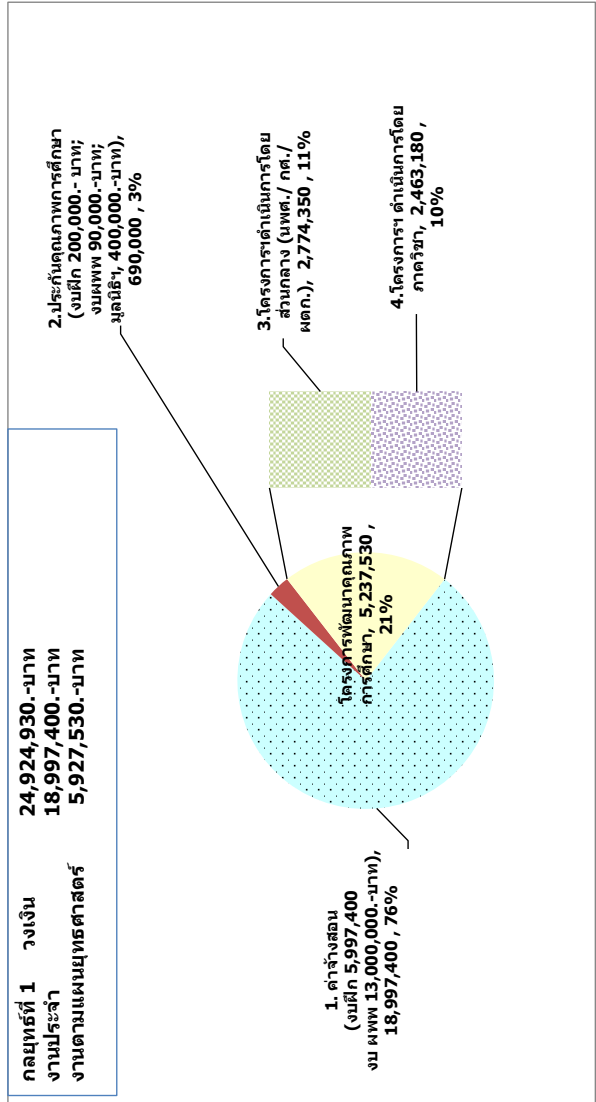 กลยุทธ์ที่ 1 วงเงิน 24,924,930.-บาท
งานประจำ 18,997,400.-บาท
งานตามแผนยุทธศาสตร์ 5,927,530.-บาท
2.ประกันคุณภาพการศึกษา
(งบฝึก 200,000.- บาท;
งบผพพ 90,000.-บาท;
มูลนิธิฯ, 400,000.-บาท),
690,000 , 3%
3.โครงการฯดำเนินการโดย
ส่วนกลาง (นพศ./ กศ./
ผตก.), 2,774,350 , 11%
4.โครงการฯ ดำเนินการโดย
ภาควิชา, 2,463,180 ,
10%
โครงการพัฒนาคุณภาพ
การศึกษา, 5,237,530 ,
21%
1. ค่าจ้างสอน
(งบฝึก 5,997,400
งบ ผพพ 13,000,000.-บาท),
18,997,400 , 76%